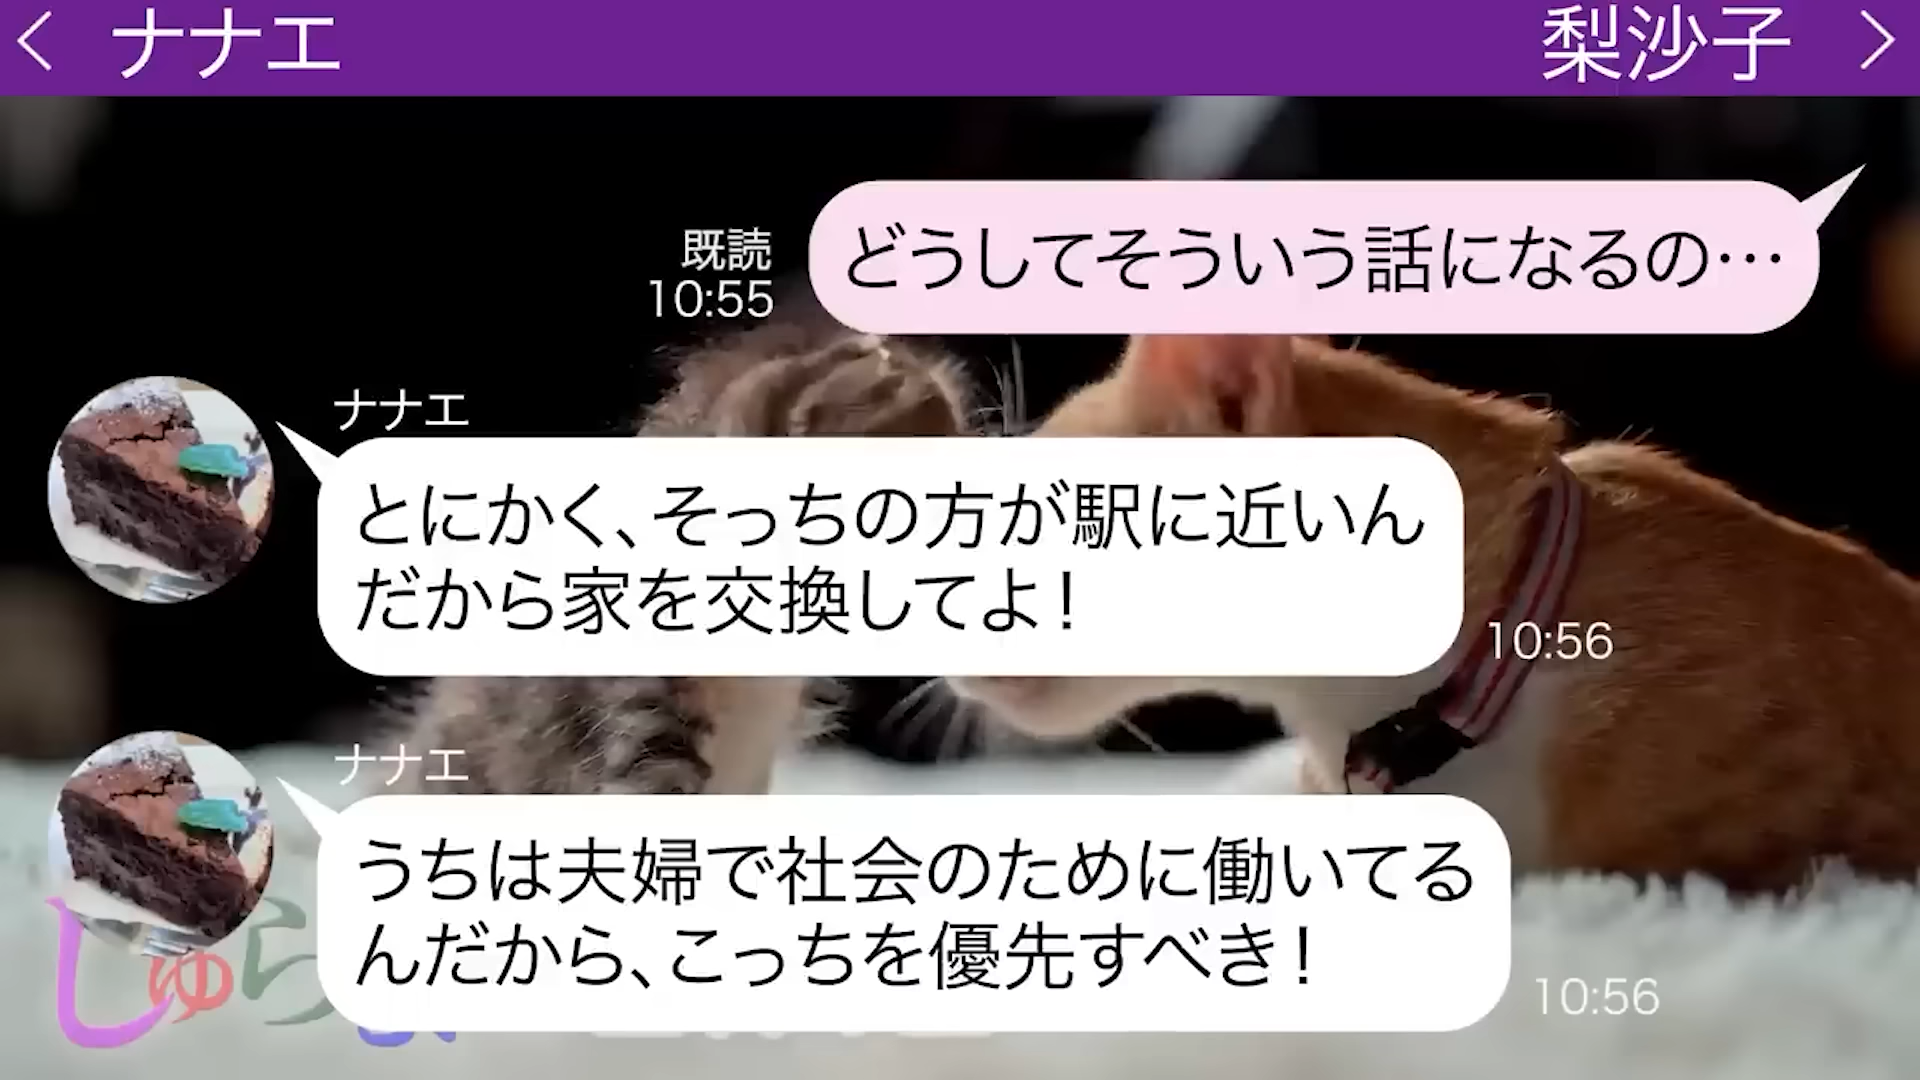 ナナエ
梨沙子
どうしてそういう話になるの…
既読
10:55
ナナエ
とにかく、そっちの方が駅に近いん
だから家を交換してよ！
10:56
ナナエ
うちは夫婦で社会のために働いてる
んだから、こっちを優先すべき！
10:56
しゅら